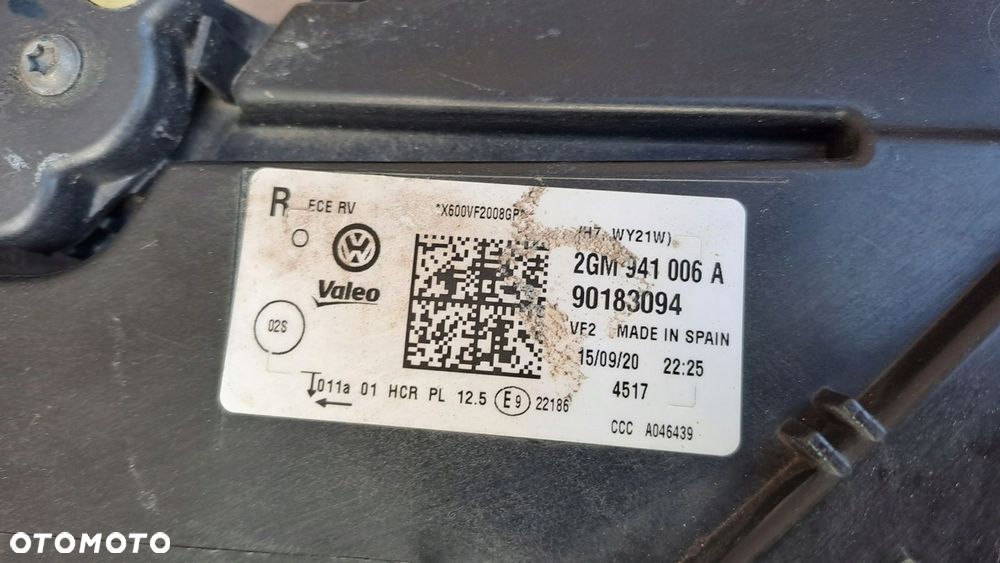 R ECE RV *X600VF2008GP*
(H7 WY21W)
VW
Valeo
2GM 941 006 A
90183094
02S
VF2 MADE IN SPAIN
15/09/20 22:25
4517
011a 01 HCR PL 12.5 E9 22186
CCC A046439
OTOMOTO